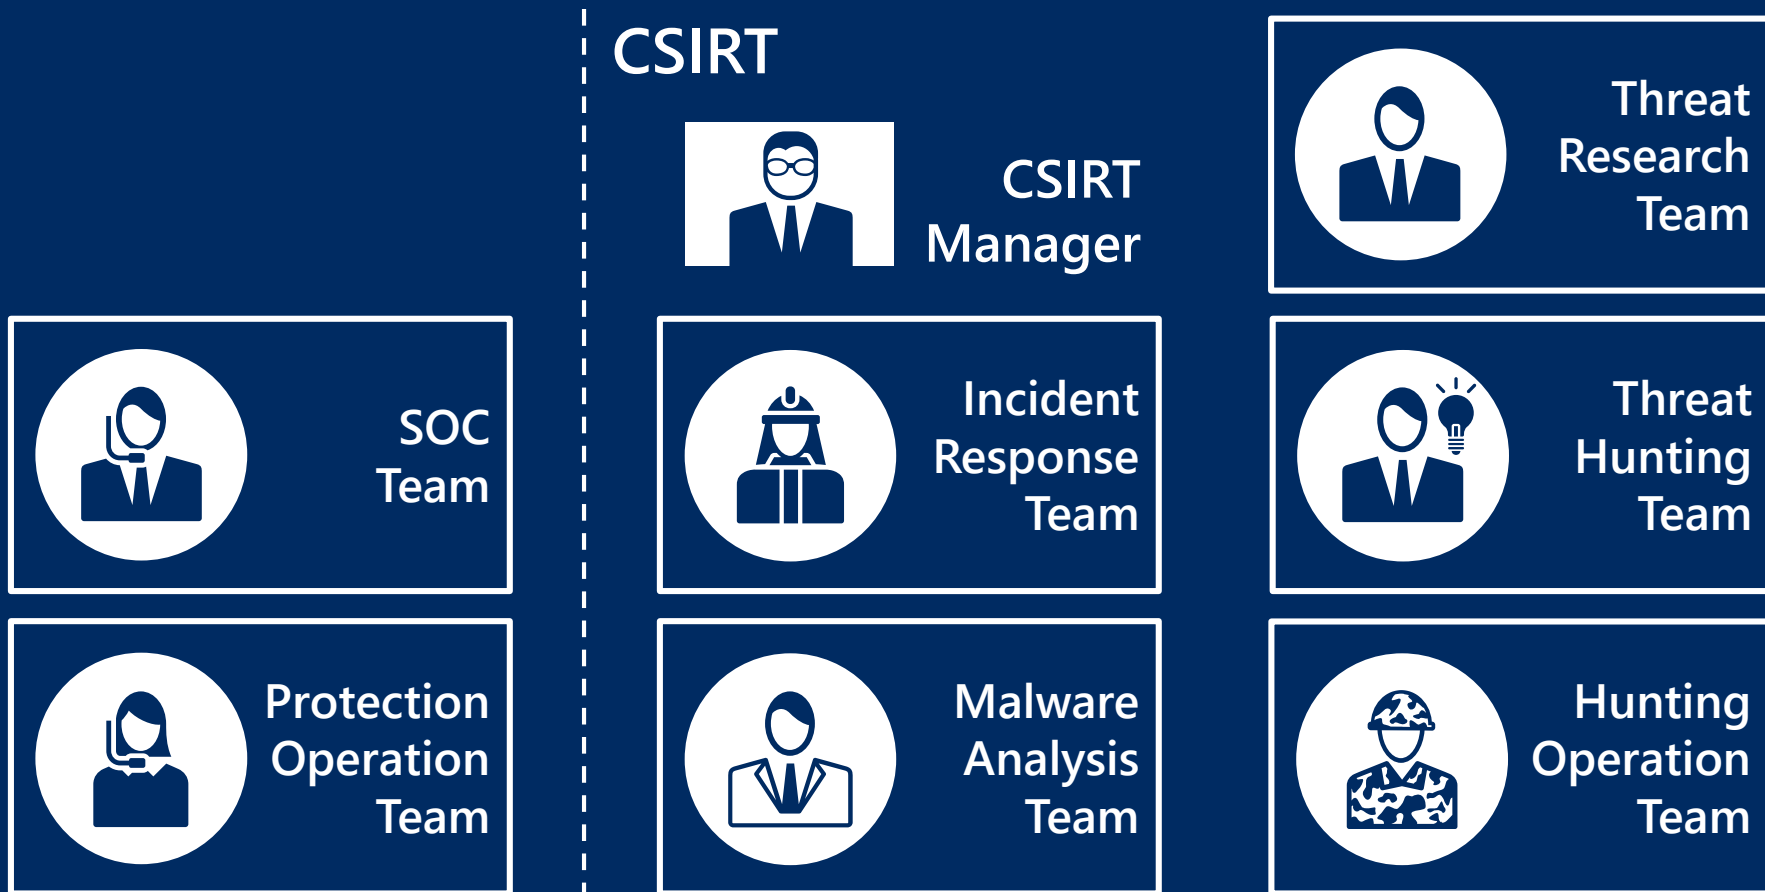 CSIRT
CSIRT
Manager
Threat
Research
Team
SOC
Team
Incident
Response
Team
Threat
Hunting
Team
Protection
Operation
Team
Malware
Analysis
Team
Hunting
Operation
Team